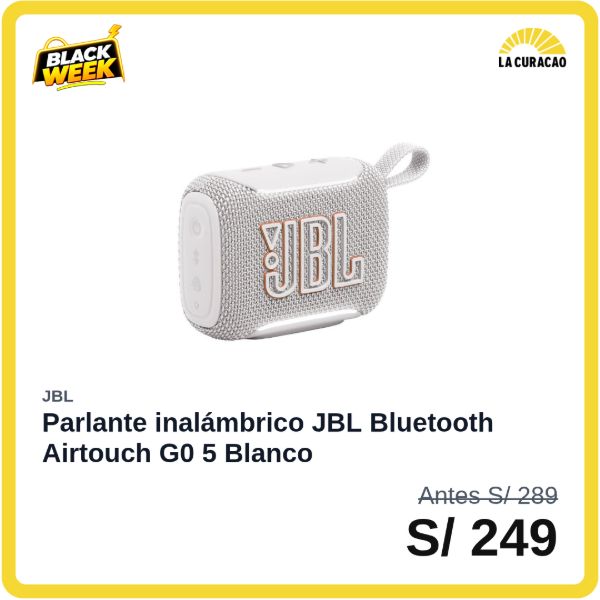 BLACK
WEEK
LA CURACAO
JBL
JBL
Parlante inalámbrico JBL Bluetooth
Airtouch G0 5 Blanco
Antes S/ 289
S/ 249